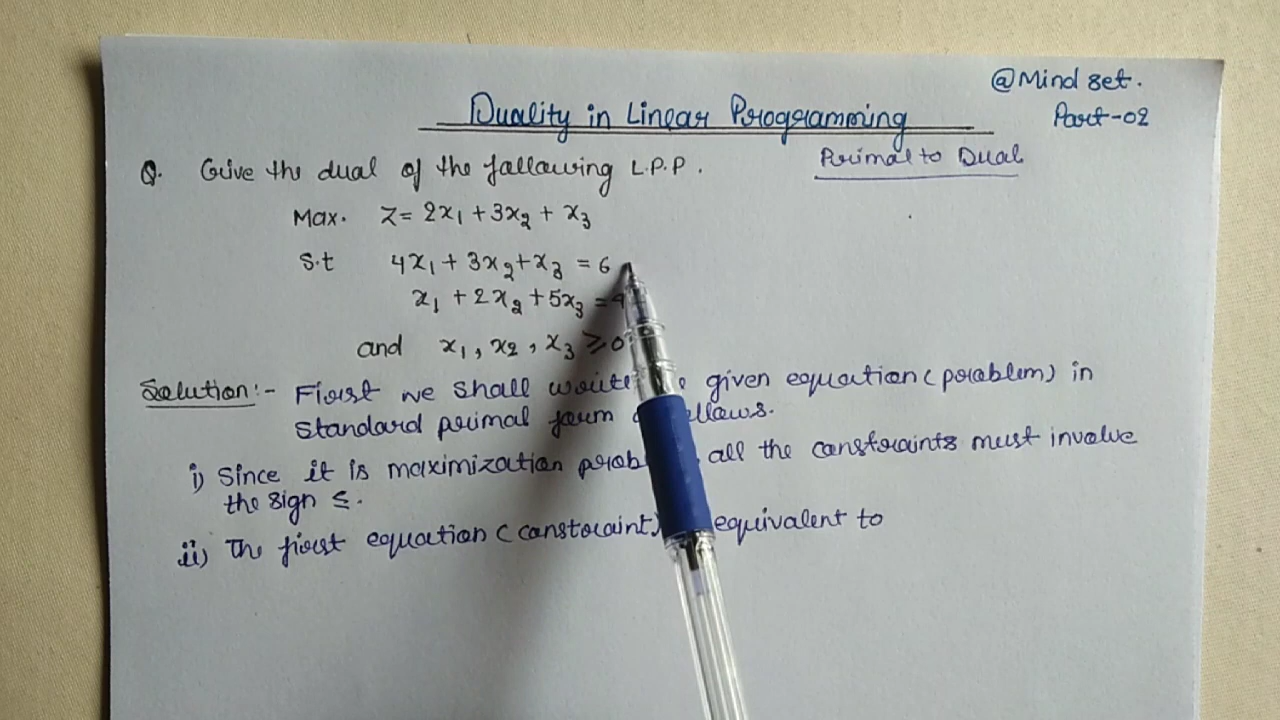 @Mind set.
Duality in Linear Programming
Part-02
Q. Give the dual of the fallowing L.P.P.
Primal to Dual
Max. Z= 2x₁ +3x₂ + x₃
S.t 4x₁ + 3x₂+x₃ = 6
x₁ +2x₂ +5x₃ =
and x₁, x₂, x₃ ≥0
Solution:- First we shall write given equation (problem) in
standard primal form
i) Since it is maximization all the constraints must involve
the sign ≤.
ii) The first equation (constraint) equivalent to